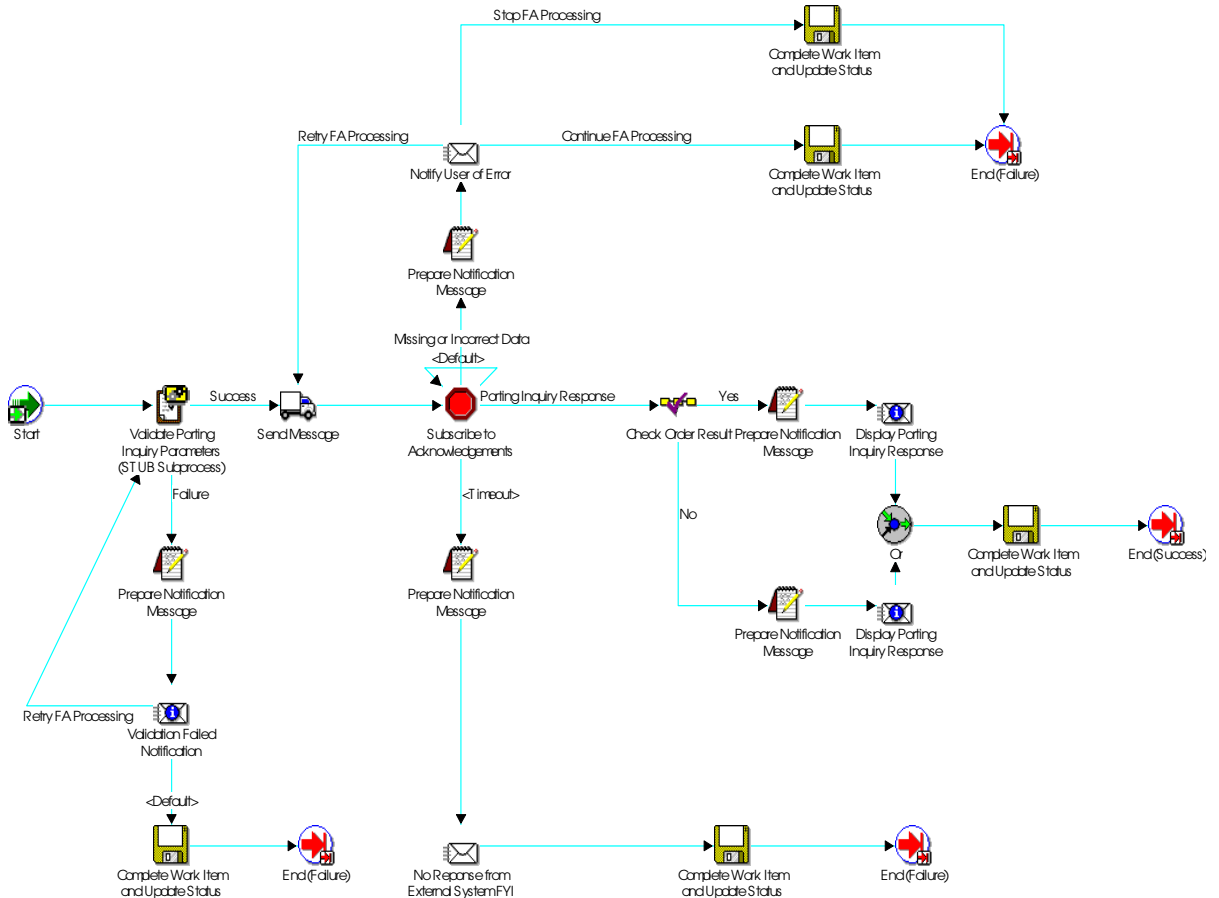 Stop FA Processing
Complete Work Item
and Update Status
Retry FA Processing
Continue FA Processing
Notify User of Error
Complete Work Item
and Update Status
End (Failure)
Prepare Notification
Message
Missing or Incorrect Data
<Default>
Start
Success
Validate Porting
Inquiry Parameters
(STUB Subprocess)
Send Message
Subscribe to
Acknowledgements
Porting Inquiry Response
Check Order Result
Yes
Prepare Notification
Message
Display Porting
Inquiry Response
Failure
<Timeout>
No
Or
Complete Work Item
and Update Status
End (Success)
Prepare Notification
Message
Prepare Notification
Message
Prepare Notification
Message
Display Porting
Inquiry Response
Retry FA Processing
Validation Failed
Notification
<Default>
Complete Work Item
and Update Status
End (Failure)
No Reponse from
External System FYI
Complete Work Item
and Update Status
End (Failure)